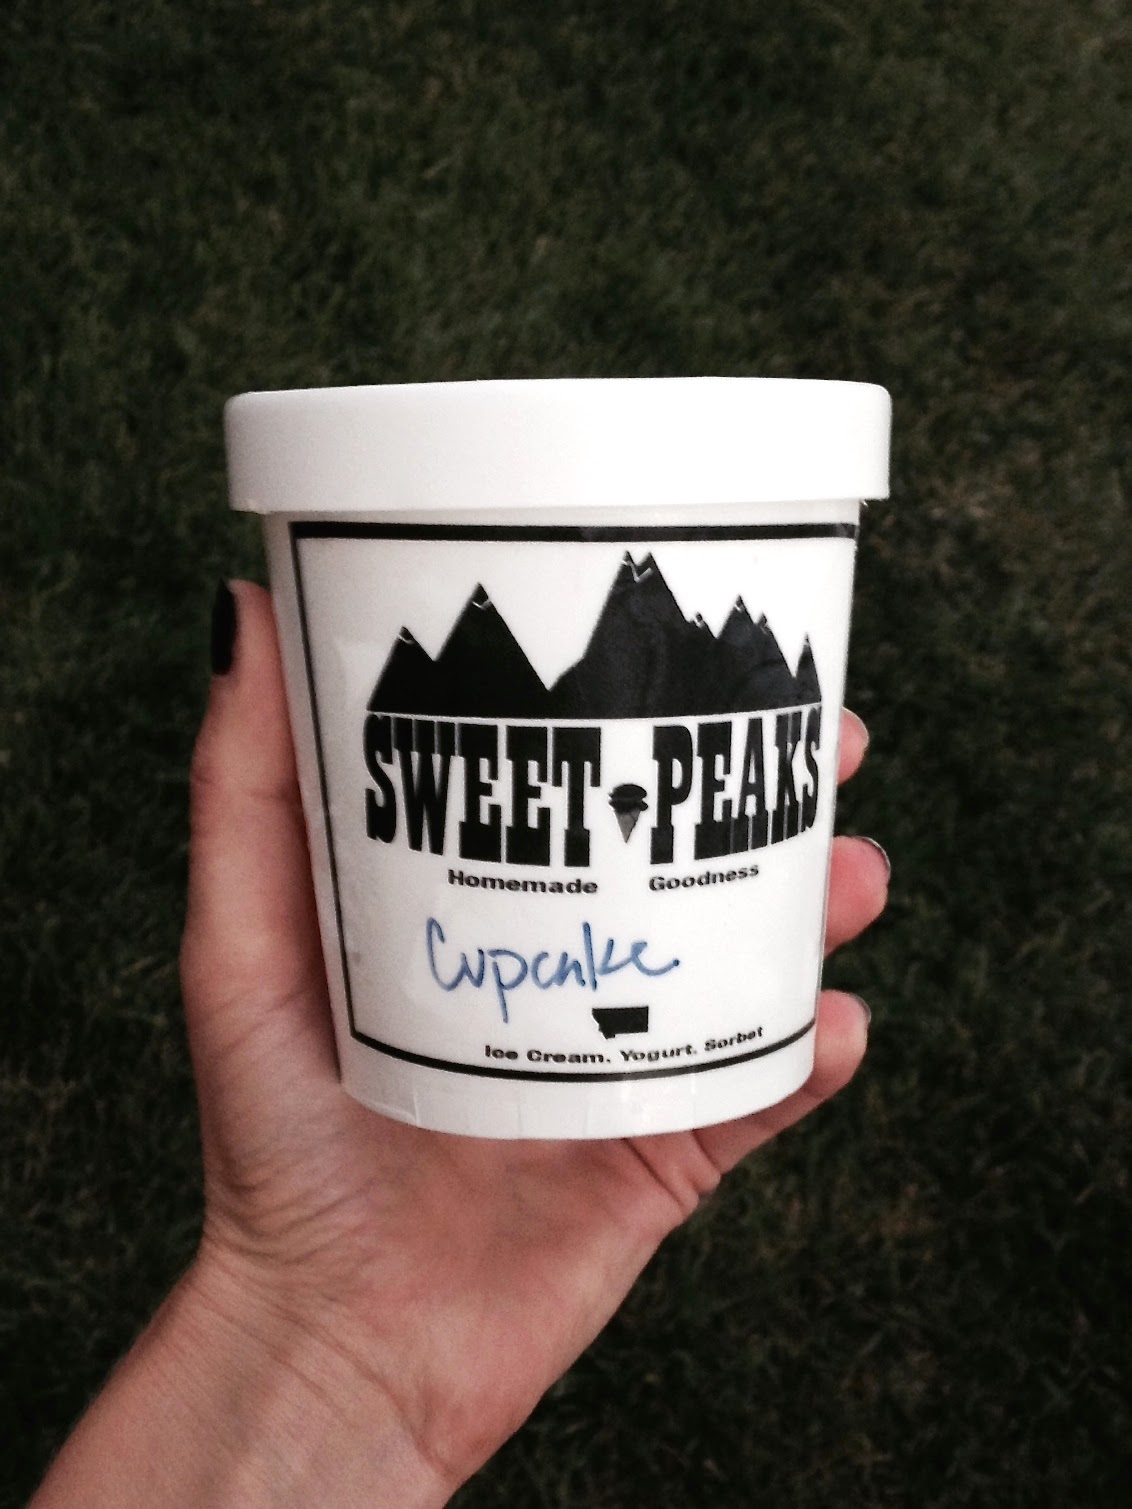 SWEET PEAKS
Homemade Goodness
Cupcake
Ice Cream. Yogurt. Sorbet